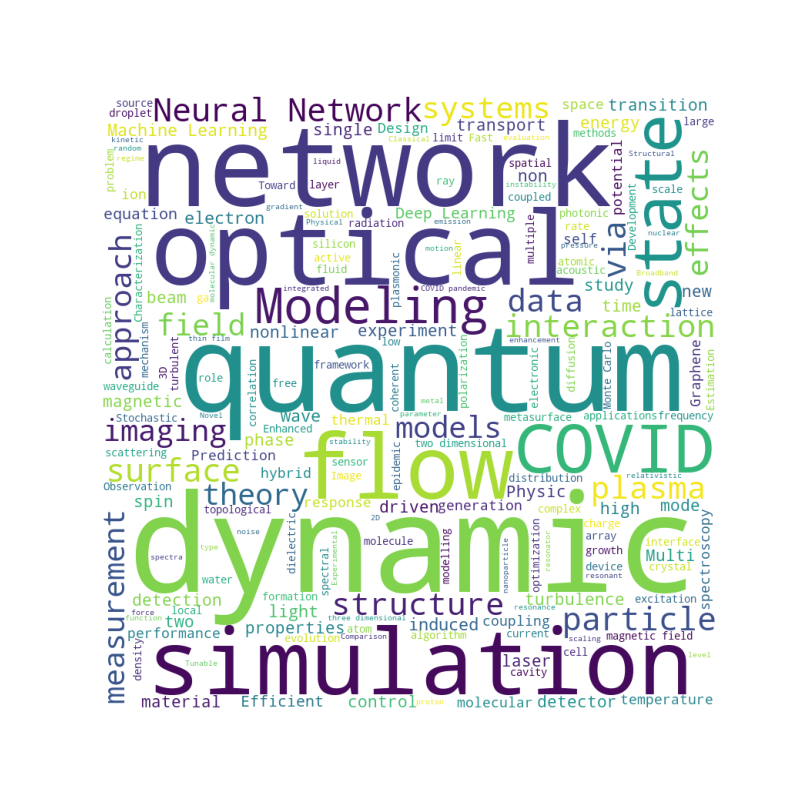 source
droplet
Neural Network
systems
space
transition
Machine Learning
single
Design
transport
energy
large
kinetic
random
regime
problem
network
limit
Fast
evaluation
Classical
methods
Structural
liquid
spatial
non
potential
state
effects
ion
Toward
layer
ray
instability
coupled
scale
gradient
equation
electron
solution
Physical
radiation
emission
Deep Learning
multiple
photonic
rate
self
via
Development
nuclear
approach
Characterization
optical
silicon
active
fluid
molecular dynamic
motion
plasmonic
linear
atomic
acoustic
pressure
Broadband
calculation
mechanism
beam
gas
integrated
COVID pandemic
Modeling
data
study
time
new
lattice
field
nonlinear
experiment
interaction
3D
turbulent
thin film
low
enhancement
waveguide
role
correlation
free
framework
quantum
coherent
polarization
electronic
diffusion
Monte Carlo
Graphene
Estimation
magnetic
metal
parameter
Stochastic
Novel
Enhanced
wave
thermal
models
metasurface
applications
frequency
imaging
phase
stability
two dimensional
COVID
scattering
Prediction
sensor
Image
flow
epidemic
distribution
relativistic
surface
Observation
hybrid
theory
response
driven
generation
Physic
plasma
high
mode
spin
topological
complex
charge
interface
spectroscopy
measurement
noise
dielectric
2D
dynamic
molecule
modelling
nanoparticle
optimization
resonator
array
growth
device
Multi
crystal
resonant
spectra
type
water
spectral
Experimental
detection
formation
structure
resonance
turbulence
excitation
force
function
local
two
light
three dimensional
induced
coupling
particle
performance
properties
atom
evolution
Comparison
algorithm
current
scaling
magnetic field
density
Tunable
simulation
laser
cavity
cell
level
material
Efficient
control
proton
molecular
detector
temperature